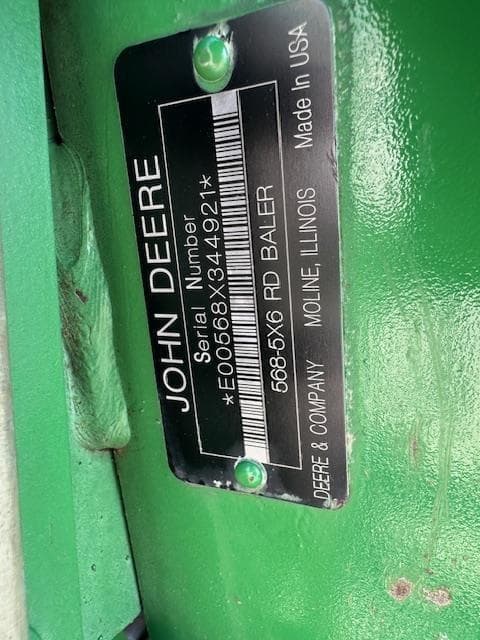 JOHN DEERE
Serial Number
*E00568X344921*
568-5X6 RD BALER
DEERE & COMPANY MOLINE, ILLINOIS Made In USA